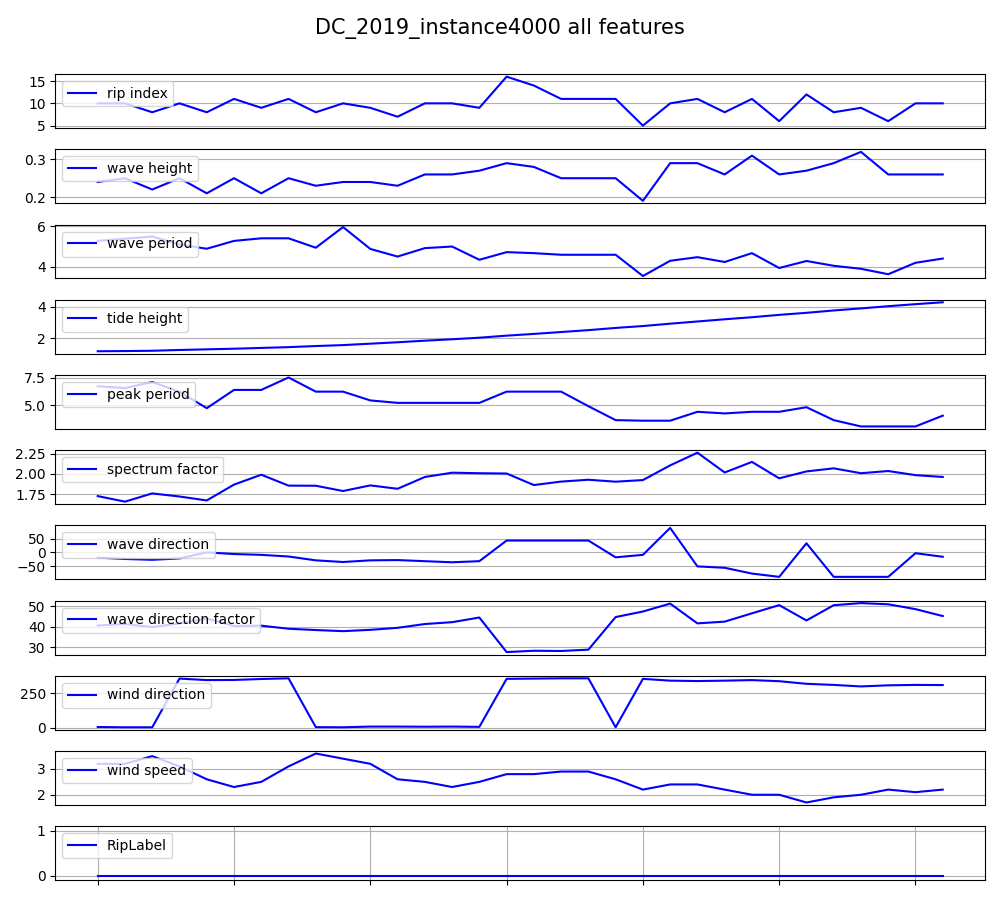 DC_2019_instance4000 all features
15
10
5
rip index
0.3
0.2
wave height
6
4
wave period
4
2
tide height
7.5
5.0
peak period
2.25
2.00
1.75
spectrum factor
50
0
−50
wave direction
50
40
30
wave direction factor
250
0
wind direction
3
2
wind speed
1
0
RipLabel